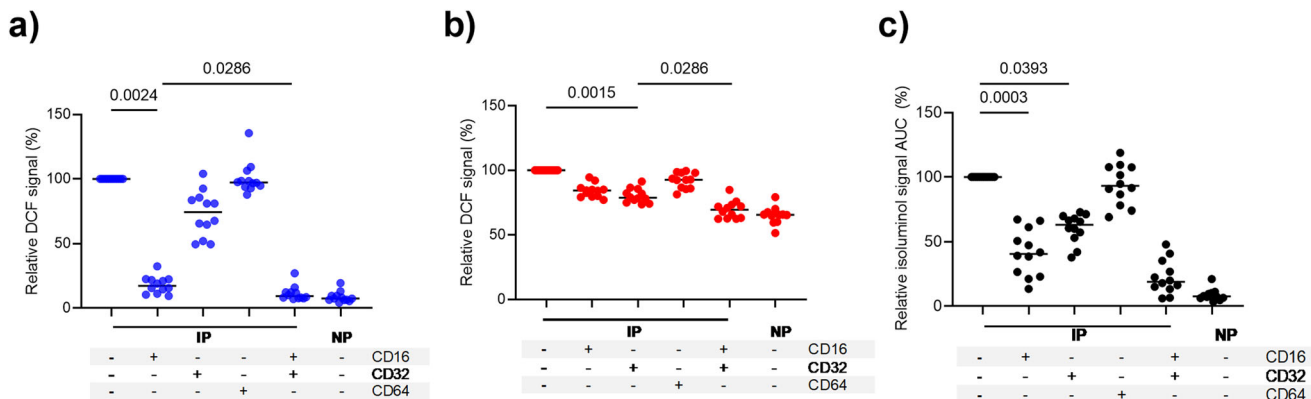 a)
0.0286
0.0024
150
100
50
0
Relative DCF signal (%)
IP NP
- + - - + - CD16
- - + - + - CD32
- - - + - - CD64
b)
0.0286
0.0015
150
100
50
0
Relative DCF signal (%)
IP NP
- + - - + - CD16
- - + - + - CD32
- - - + - - CD64
c)
0.0393
0.0003
150
100
50
0
Relative isoluminol signal AUC (%)
IP NP
- + - - + - CD16
- - + - + - CD32
- - - + - - CD64